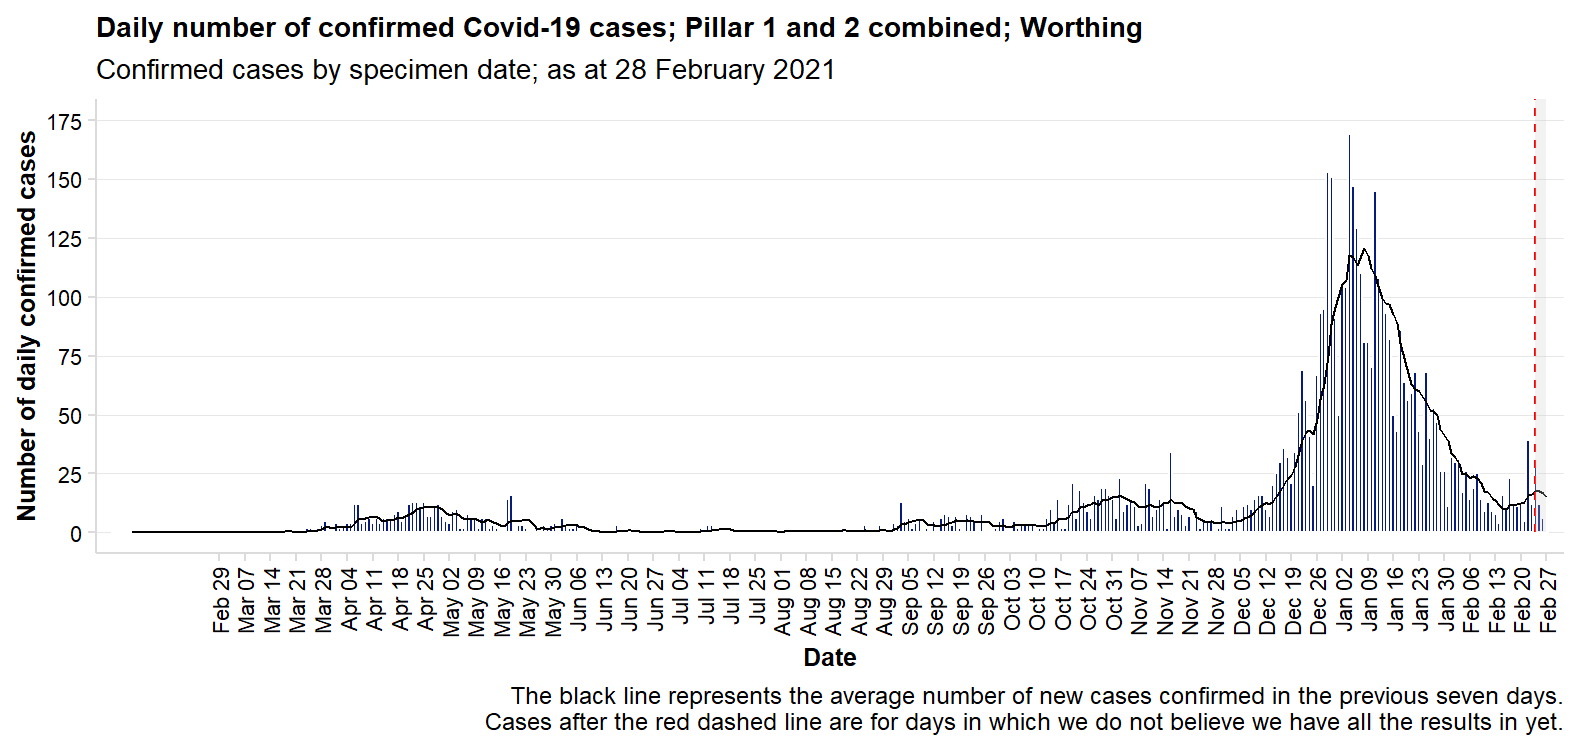 Daily number of confirmed Covid-19 cases; Pillar 1 and 2 combined; Worthing
Confirmed cases by specimen date; as at 28 February 2021
Number of daily confirmed cases
175
150
125
100
75
50
25
0
Feb 29
Mar 07
Mar 14
Mar 21
Mar 28
Apr 04
Apr 11
Apr 18
Apr 25
May 02
May 09
May 16
May 23
May 30
Jun 06
Jun 13
Jun 20
Jun 27
Jul 04
Jul 11
Jul 18
Jul 25
Aug 01
Aug 08
Aug 15
Aug 22
Aug 29
Sep 05
Sep 12
Sep 19
Sep 26
Oct 03
Oct 10
Oct 17
Oct 24
Oct 31
Nov 07
Nov 14
Nov 21
Nov 28
Dec 05
Dec 12
Dec 19
Dec 26
Jan 02
Jan 09
Jan 16
Jan 23
Jan 30
Feb 06
Feb 13
Feb 20
Feb 27
Date
The black line represents the average number of new cases confirmed in the previous seven days.
Cases after the red dashed line are for days in which we do not believe we have all the results in yet.